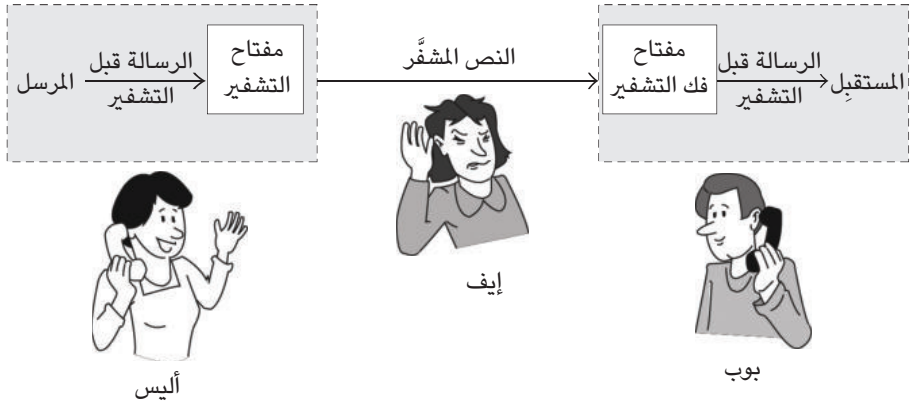 المرسل
الرسالة قبل
التشفير
مفتاح
التشفير
النص المشفَّر
مفتاح
فك التشفير
الرسالة قبل
التشفير
المستقبِل
أليس
إيف
بوب